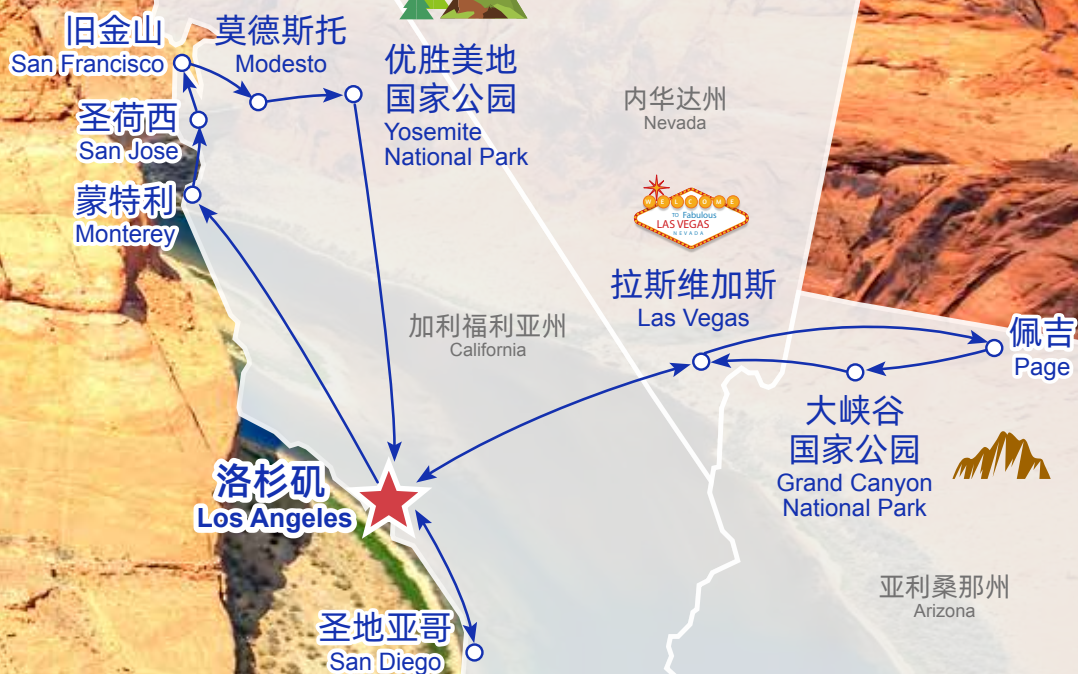 旧金山
San Francisco
莫德斯托
Modesto
优胜美地
国家公园
Yosemite
National Park
圣荷西
San Jose
蒙特利
Monterey
内华达州
Nevada
WELCOME
TO Fabulous
LAS VEGAS
NEVADA
拉斯维加斯
Las Vegas
加利福利亚州
California
佩吉
Page
大峡谷
国家公园
Grand Canyon
National Park
洛杉矶
Los Angeles
亚利桑那州
Arizona
圣地亚哥
San Diego